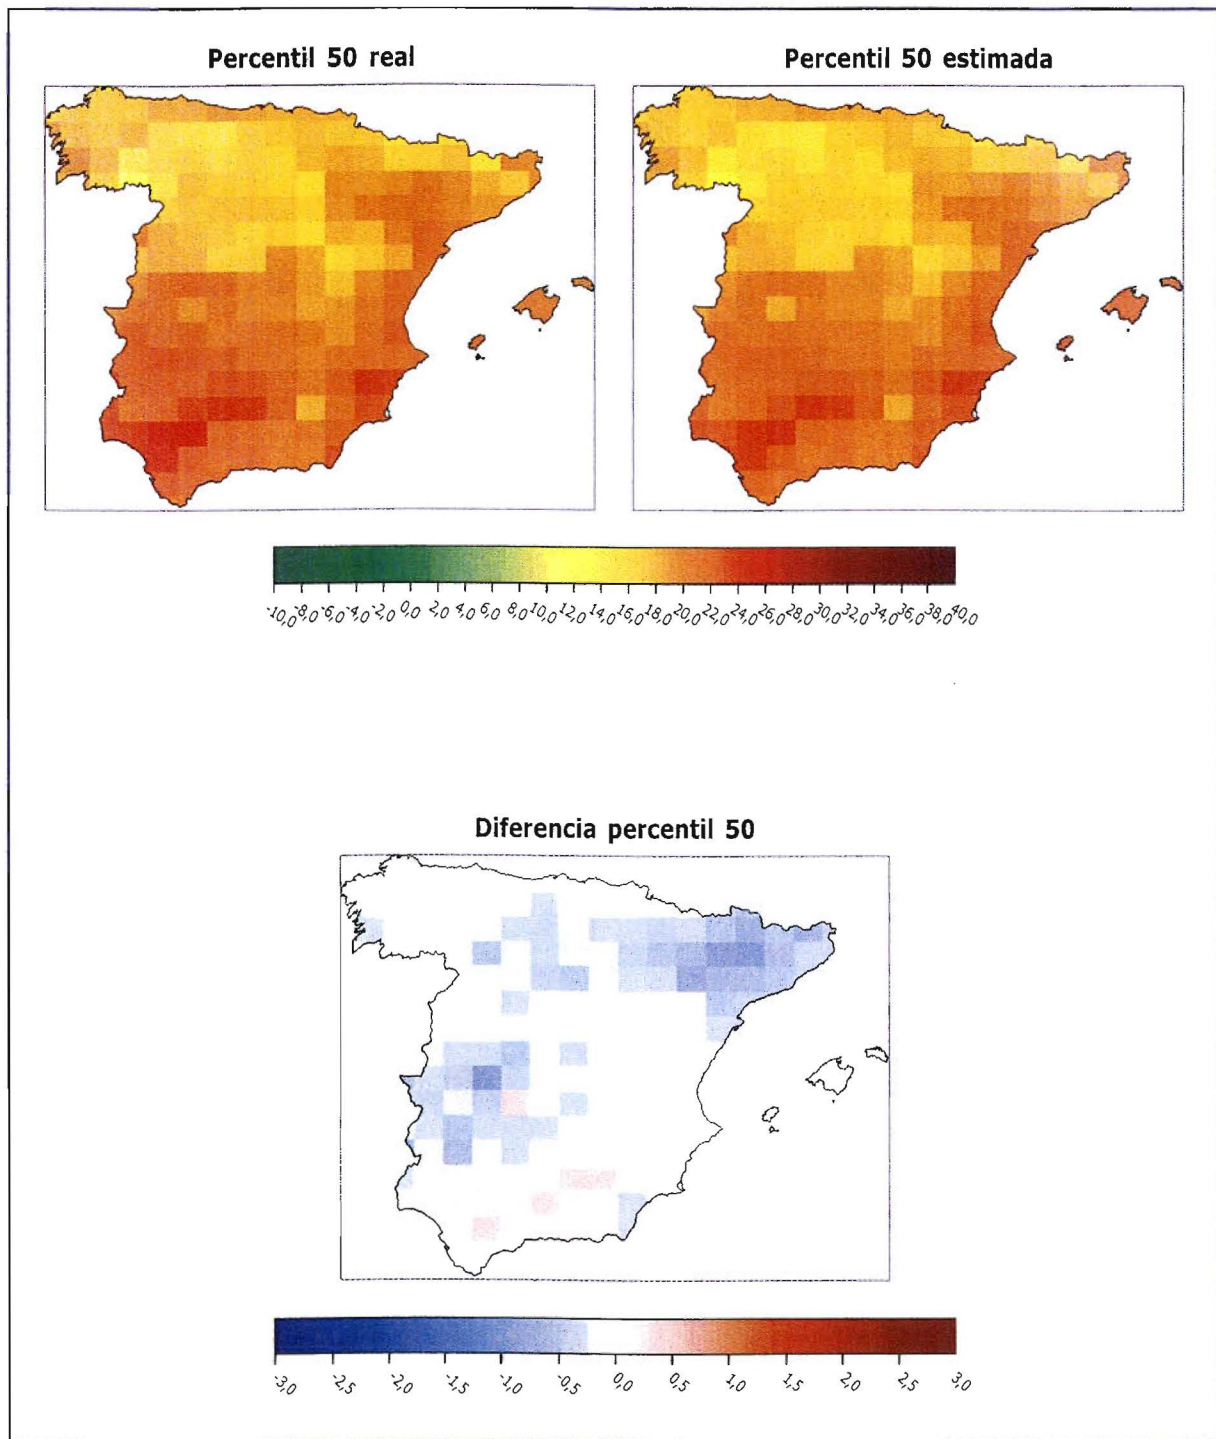 Percentil 50 real
Percentil 50 estimada
-10,0 -8,0 -6,0 -4,0 -2,0 0,0 2,0 4,0 6,0 8,0 10,0 12,0 14,0 16,0 18,0 20,0 22,0 24,0 26,0 28,0 30,0 32,0 34,0 36,0 38,0 40,0
Diferencia percentil 50
-3,0 -2,5 -2,0 -1,5 -1,0 -0,5 0,0 0,5 1,0 1,5 2,0 2,5 3,0